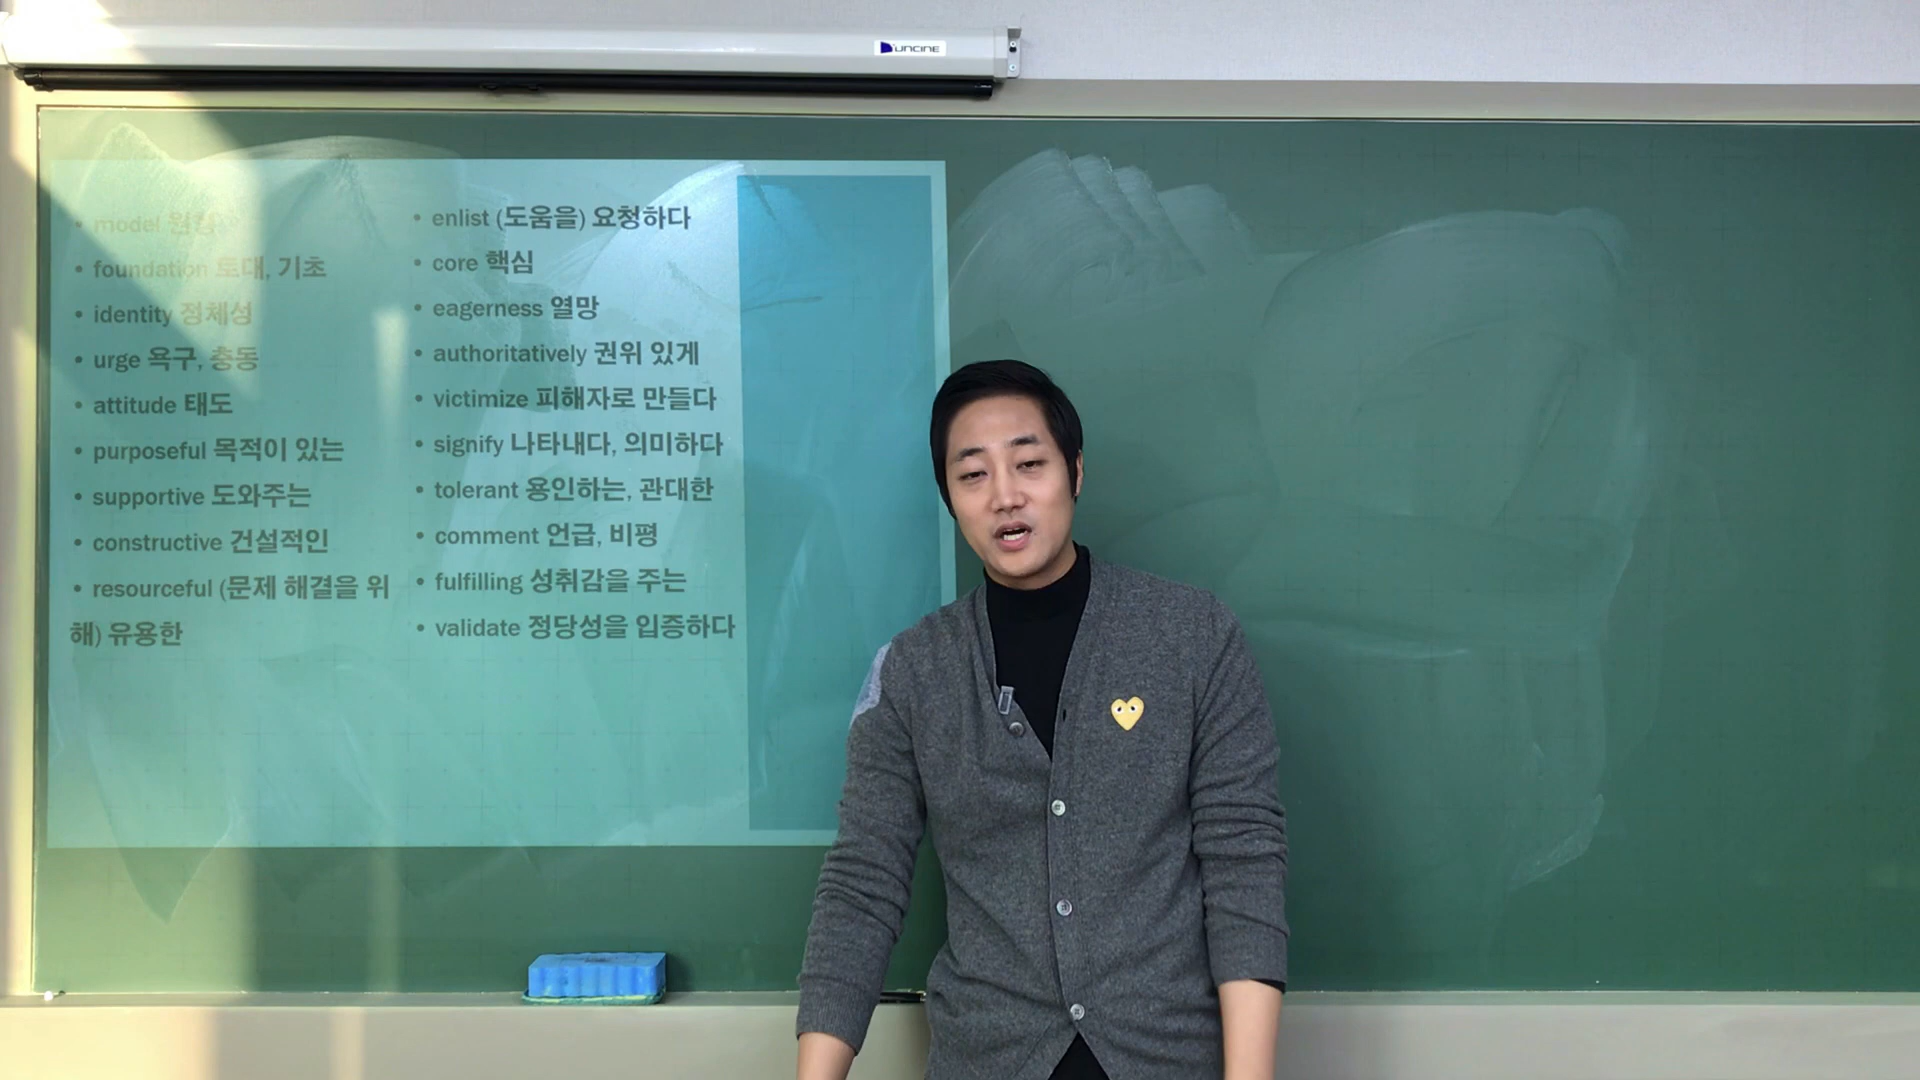 UNCINE
• model 원형
• foundation 토대, 기초
• identity 정체성
• urge 욕구, 충동
• attitude 태도
• purposeful 목적이 있는
• supportive 도와주는
• constructive 건설적인
• resourceful (문제 해결을 위
해) 유용한
• enlist (도움을) 요청하다
• core 핵심
• eagerness 열망
• authoritatively 권위 있게
• victimize 피해자로 만들다
• signify 나타내다, 의미하다
• tolerant 용인하는, 관대한
• comment 언급, 비평
• fulfilling 성취감을 주는
• validate 정당성을 입증하다